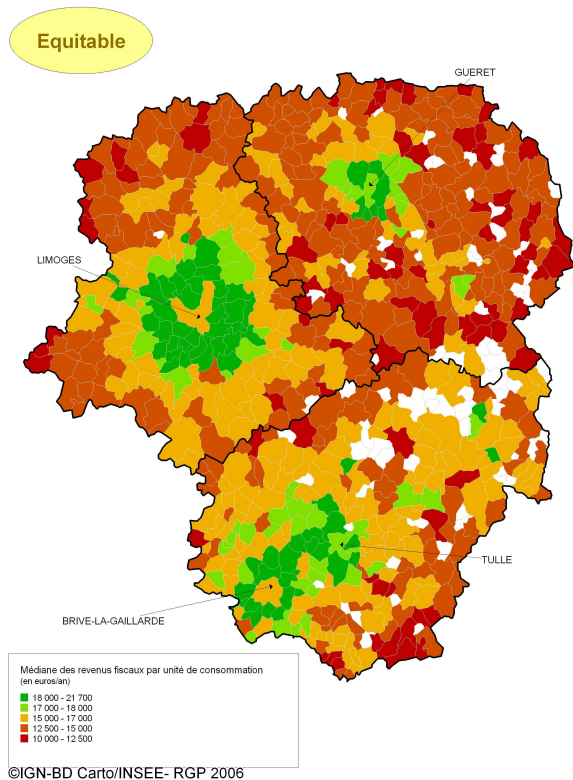 Equitable
GUERET
LIMOGES
TULLE
BRIVE-LA-GAILLARDE
Médiane des revenus fiscaux par unité de consommation
(en euros/an)
18 000 - 21 700
17 000 - 18 000
15 000 - 17 000
12 500 - 15 000
10 000 - 12 500
©IGN-BD Carto/INSEE- RGP 2006